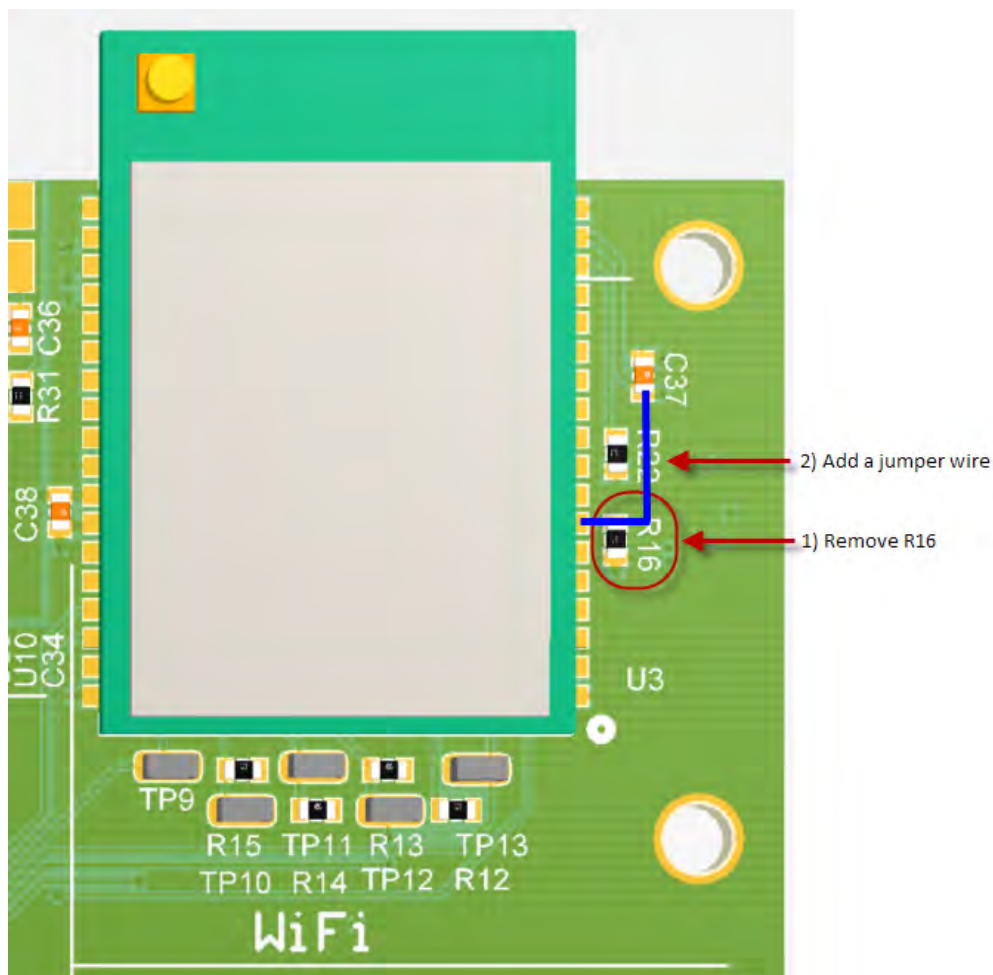 C36
R31
C37
R22
2) Add a jumper wire
C38
R16
1) Remove R16
U10
C34
U3
TP9
R15 TP11 R13 TP13
TP10 R14 TP12 R12
WiFi